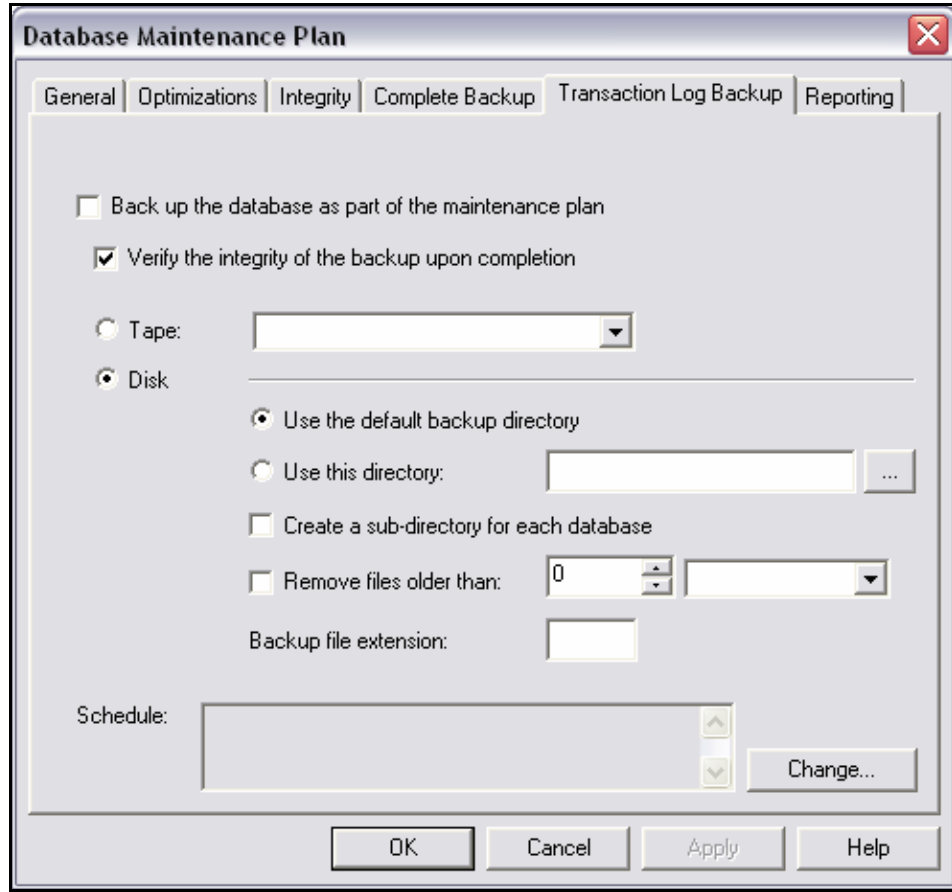 Database Maintenance Plan
General Optimizations Integrity Complete Backup Transaction Log Backup Reporting
Back up the database as part of the maintenance plan
Verify the integrity of the backup upon completion
Tape:
Disk
Use the default backup directory
Use this directory: ...
Create a sub-directory for each database
Remove files older than: 0
Backup file extension:
Schedule:
Change...
OK Cancel Apply Help